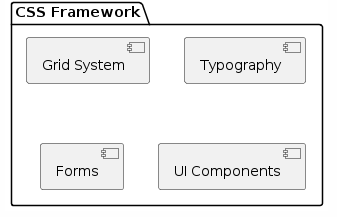 CSS Framework
Grid System
Typography
Forms
UI Components